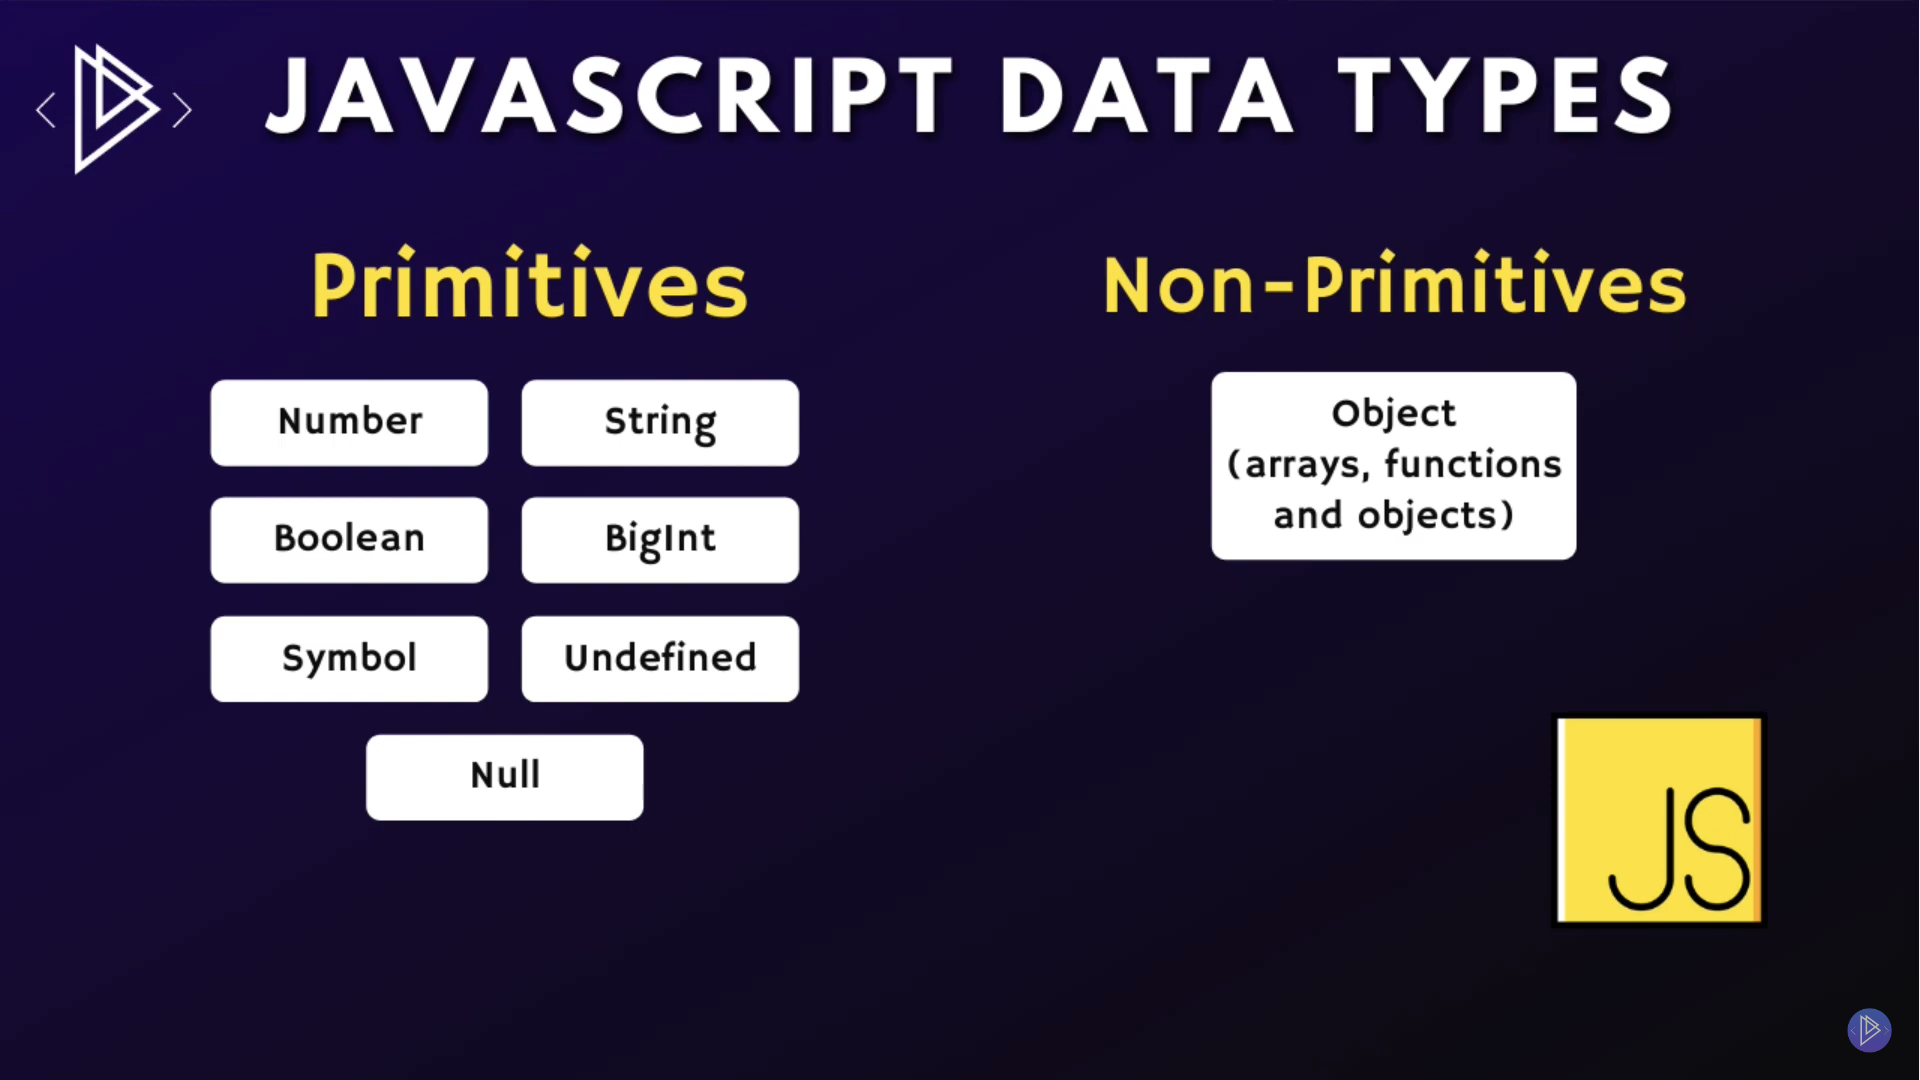 JAVASCRIPT DATA TYPES
Primitives
Number
String
Boolean
BigInt
Symbol
Undefined
Null
Non-Primitives
Object
(arrays, functions
and objects)
JS